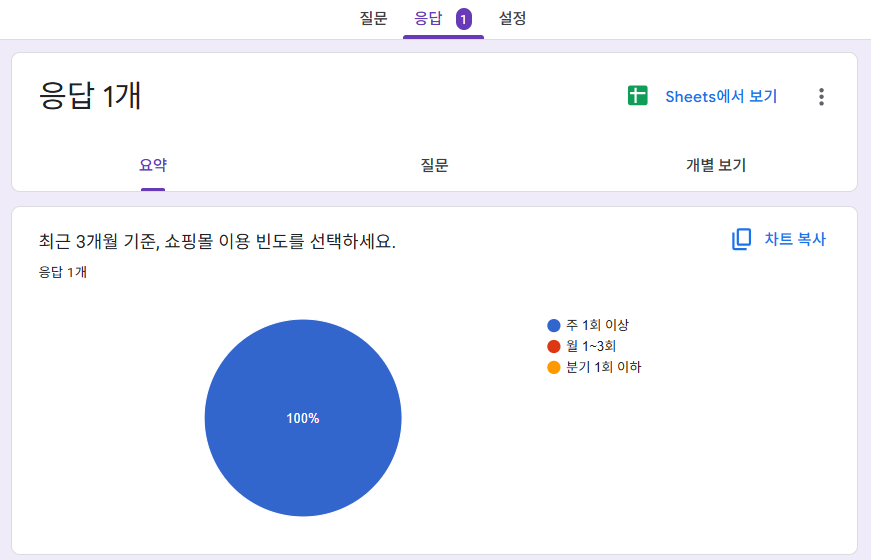 질문 응답 1 설정
응답 1개
Sheets에서 보기
요약 질문 개별 보기
최근 3개월 기준, 쇼핑몰 이용 빈도를 선택하세요.
차트 복사
응답 1개
주 1회 이상
월 1~3회
분기 1회 이하
100%